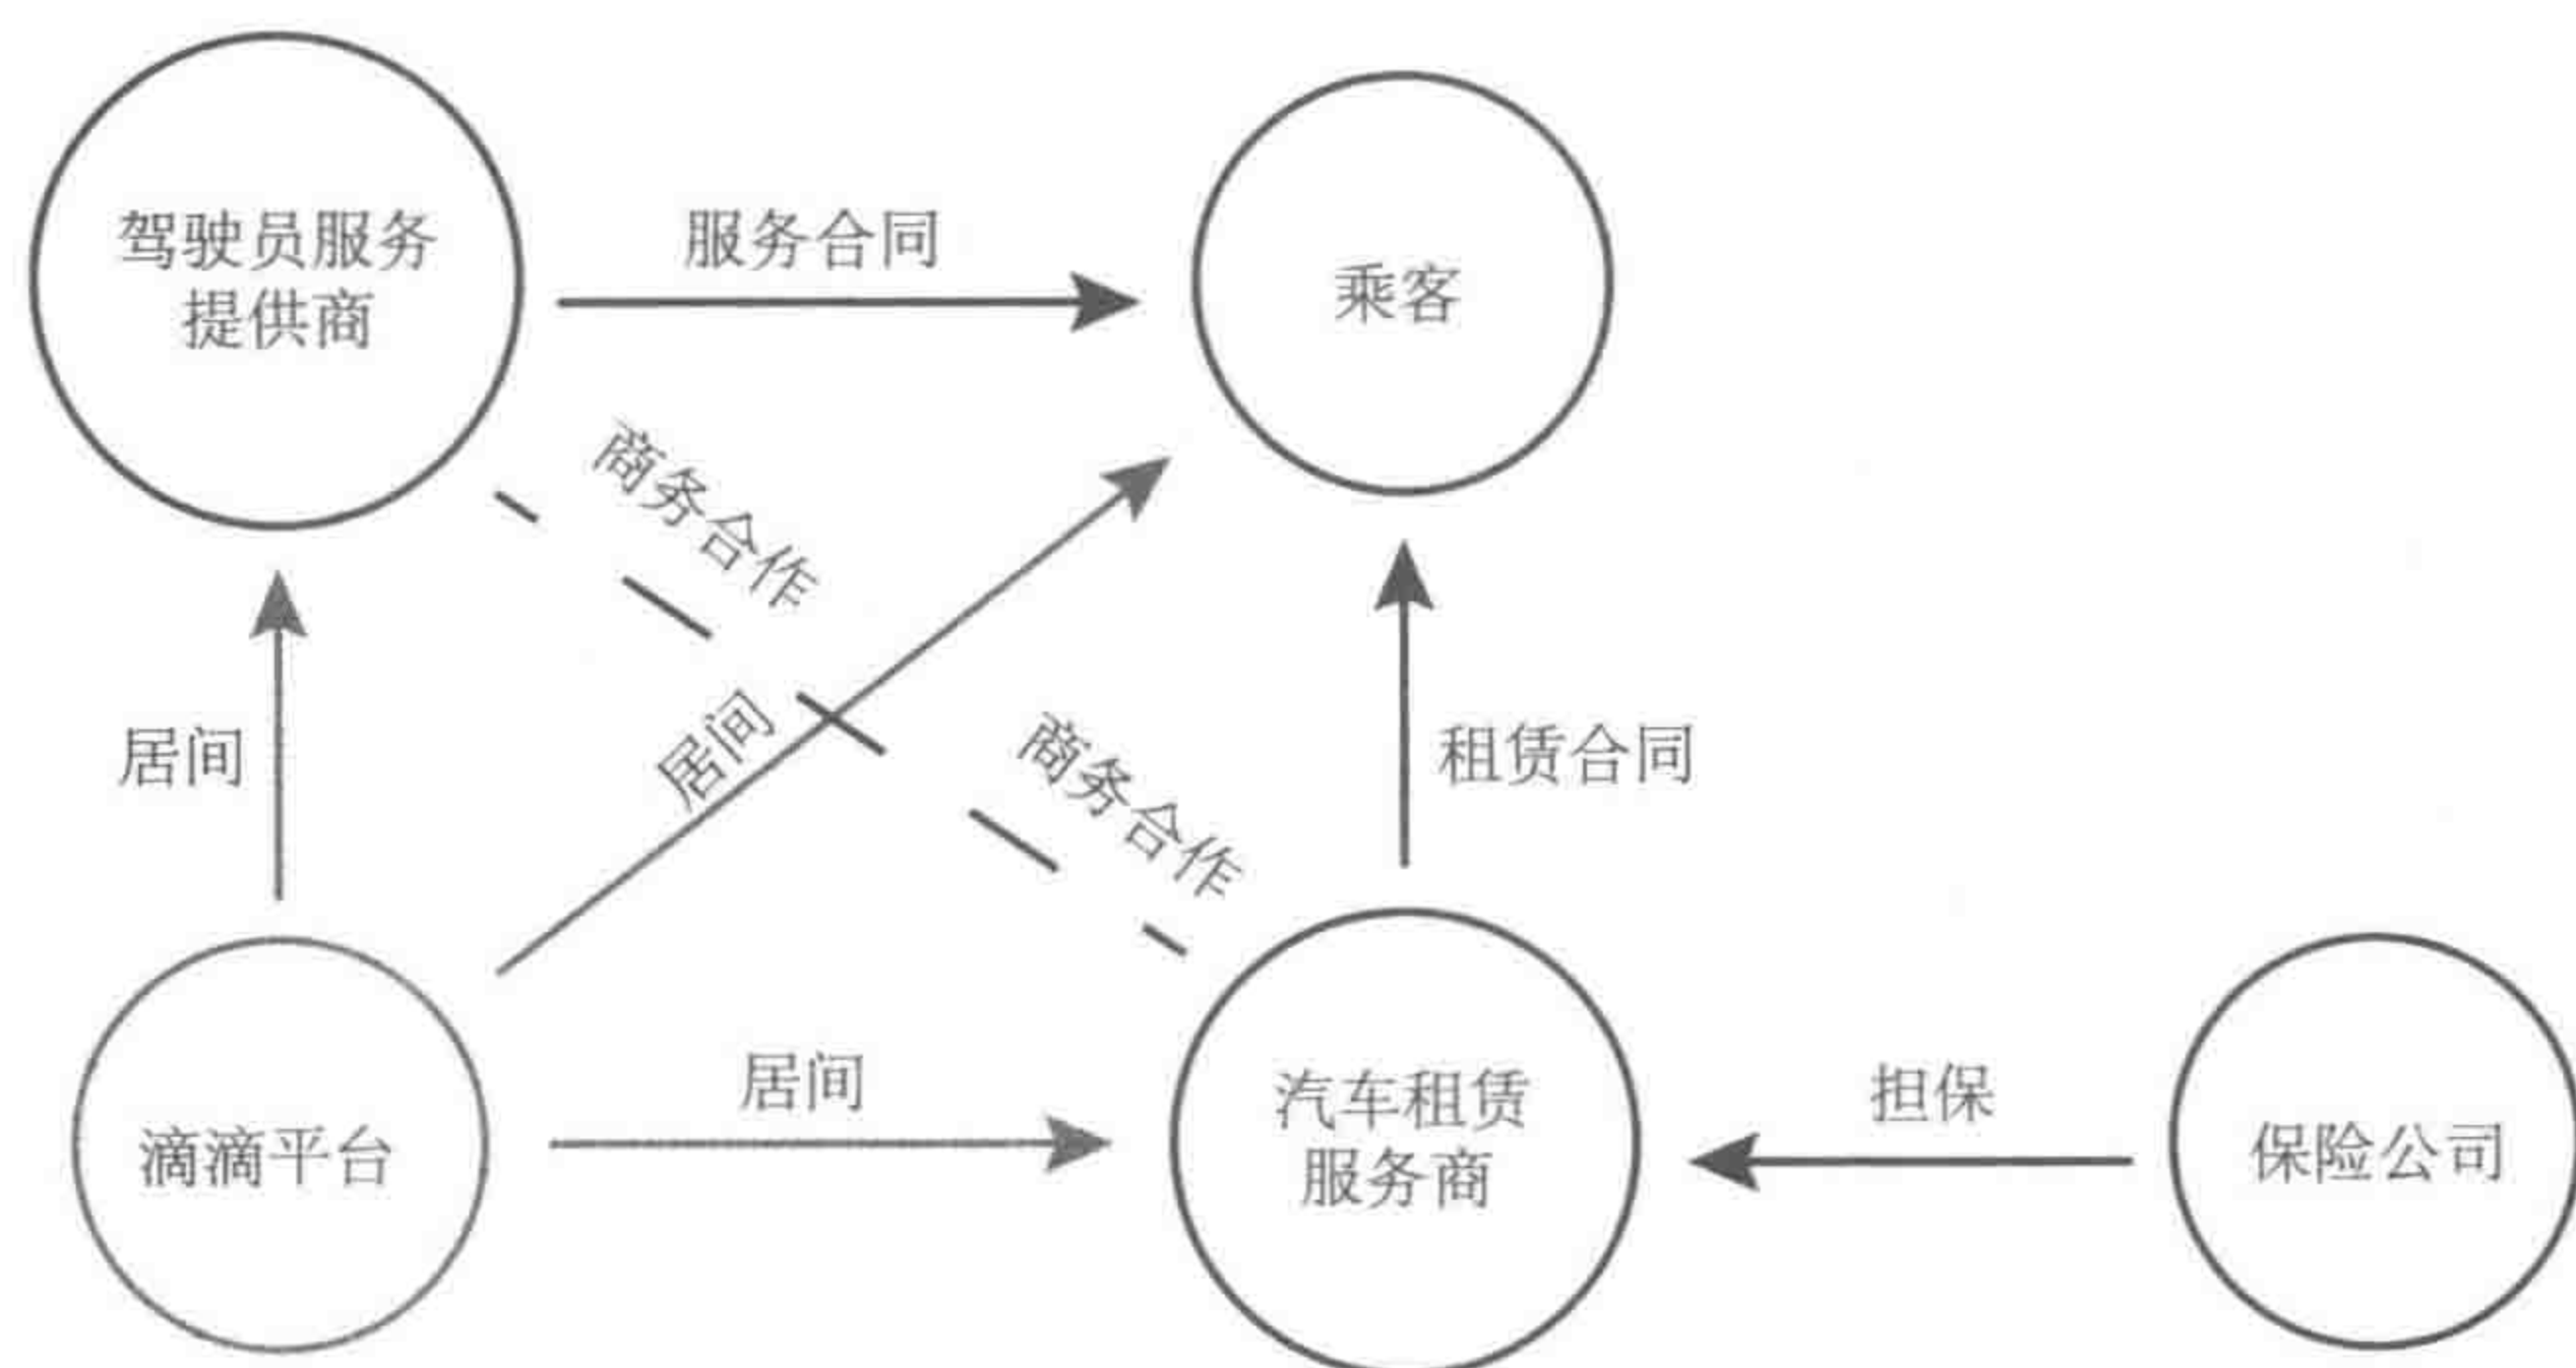 驾驶员服务
提供商
服务合同
乘客
商务合作
居间
居间
商务合作
租赁合同
滴滴平台
居间
汽车租赁
服务商
担保
保险公司